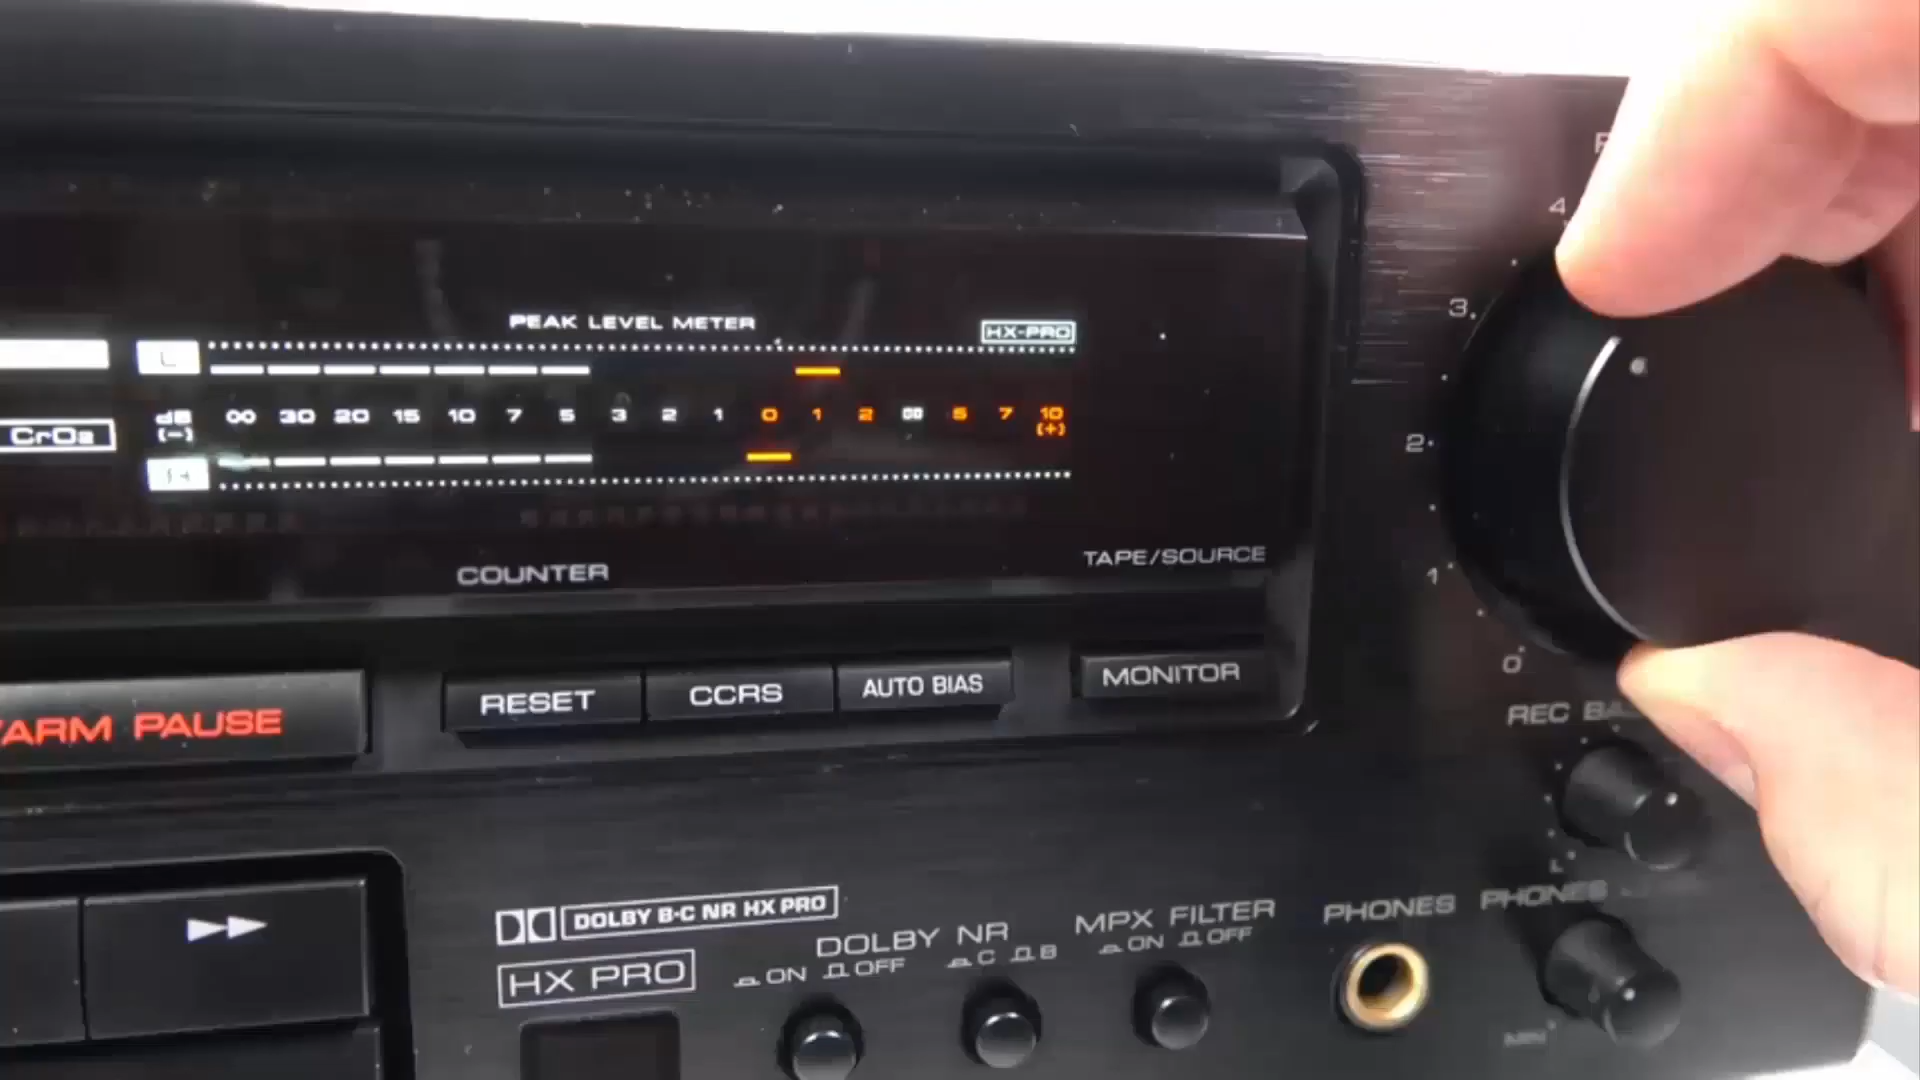 4
3
PEAK LEVEL METER
HX-PRO
L
dB (-) ∞ 30 20 15 10 7 5 3 2 1 0 1 2 5 7 10 (+)
CrO₂
2
TAPE/SOURCE
COUNTER
1
0
MONITOR
RESET CCRS AUTO BIAS
PAUSE
REC
L
DOLBY B·C NR HX PRO
HX PRO
DOLBY NR
ON OFF C B
MPX FILTER
ON OFF
PHONES PHONES
MIN